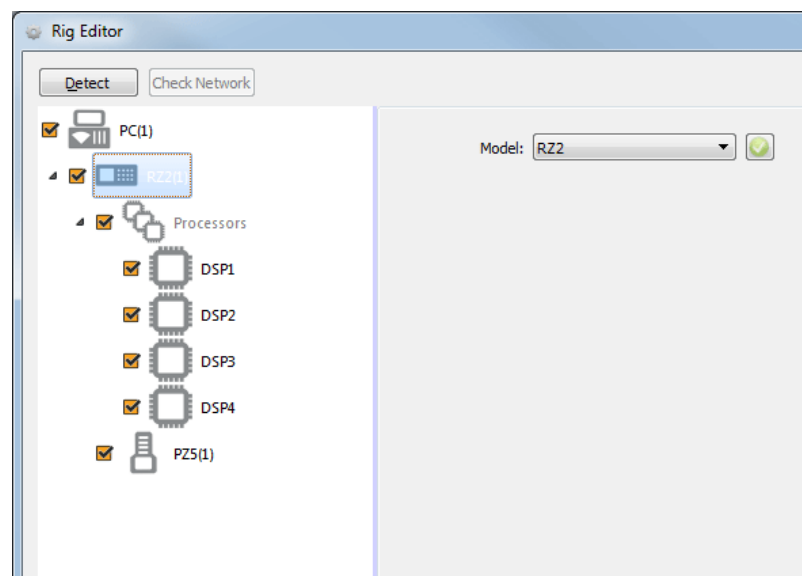 Rig Editor
Detect
Check Network
PC(1)
Model: RZ2
RZ2(1)
Processors
DSP1
DSP2
DSP3
DSP4
PZ5(1)